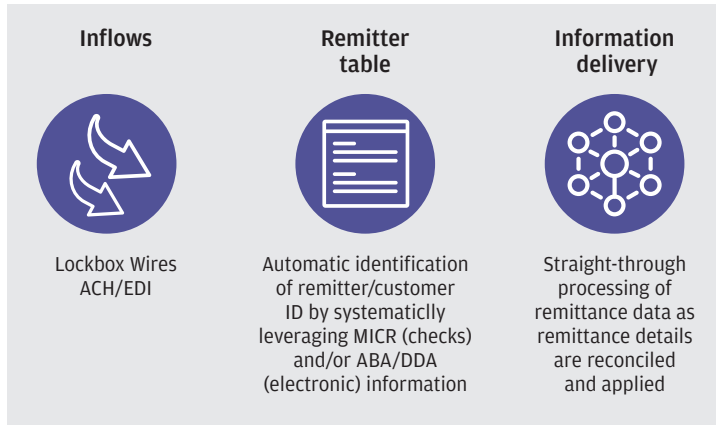 Inflows
Lockbox Wires
ACH/EDI
Remitter
table
Automatic identification
of remitter/customer
ID by systematiclly
leveraging MICR (checks)
and/or ABA/DDA
(electronic) information
Information
delivery
Straight-through
processing of
remittance data as
remittance details
are reconciled
and applied